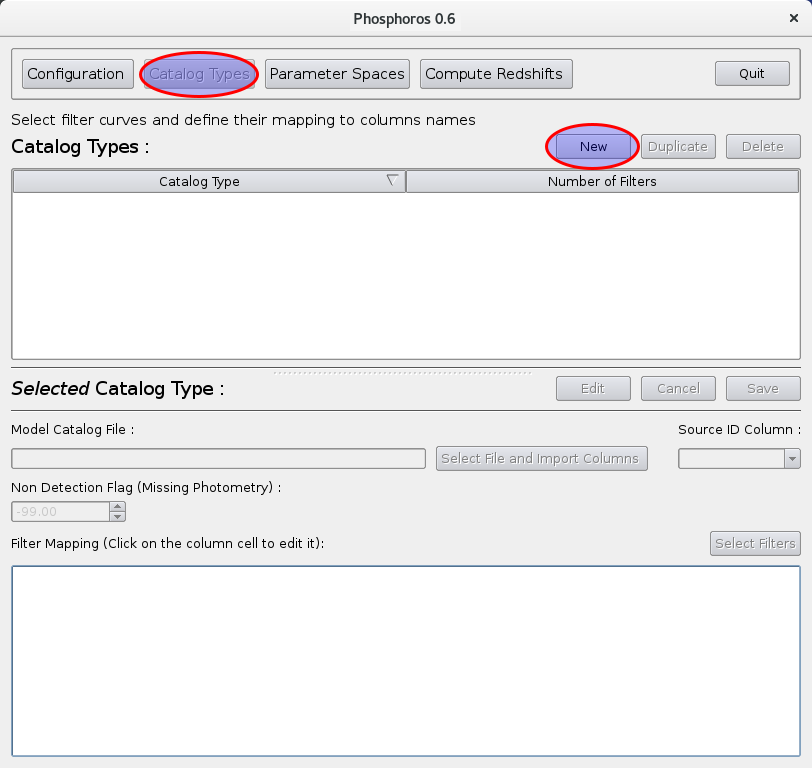 Phosphoros 0.6
Configuration Catalog Types Parameter Spaces Compute Redshifts Quit
Select filter curves and define their mapping to columns names
Catalog Types : New Duplicate Delete
Catalog Type Number of Filters
Selected Catalog Type : Edit Cancel Save
Model Catalog File : Source ID Column :
Select File and Import Columns
Non Detection Flag (Missing Photometry) :
-99.00
Filter Mapping (Click on the column cell to edit it): Select Filters